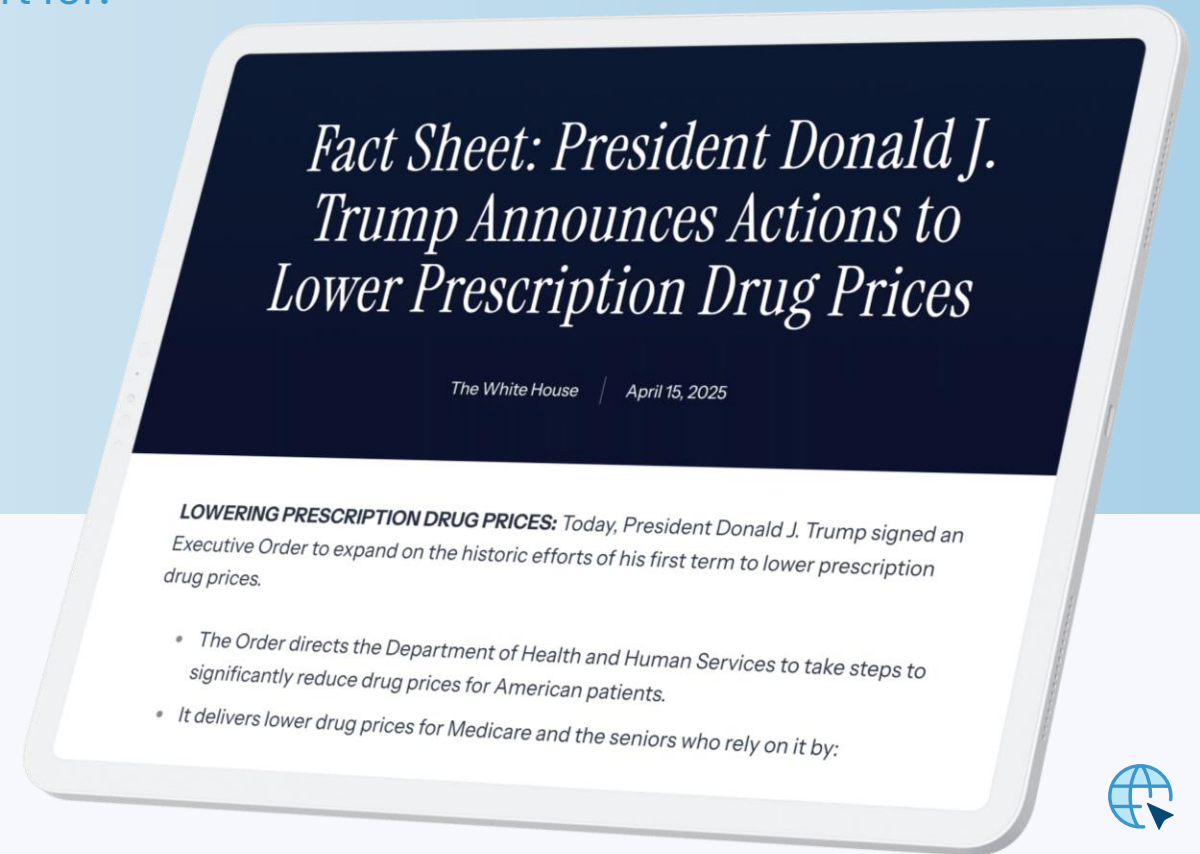 Fact Sheet: President Donald J.
Trump Announces Actions to
Lower Prescription Drug Prices
The White House | April 15, 2025
LOWERING PRESCRIPTION DRUG PRICES: Today, President Donald J. Trump signed an
Executive Order to expand on the historic efforts of his first term to lower prescription
drug prices.
• The Order directs the Department of Health and Human Services to take steps to
significantly reduce drug prices for American patients.
• It delivers lower drug prices for Medicare and the seniors who rely on it by: